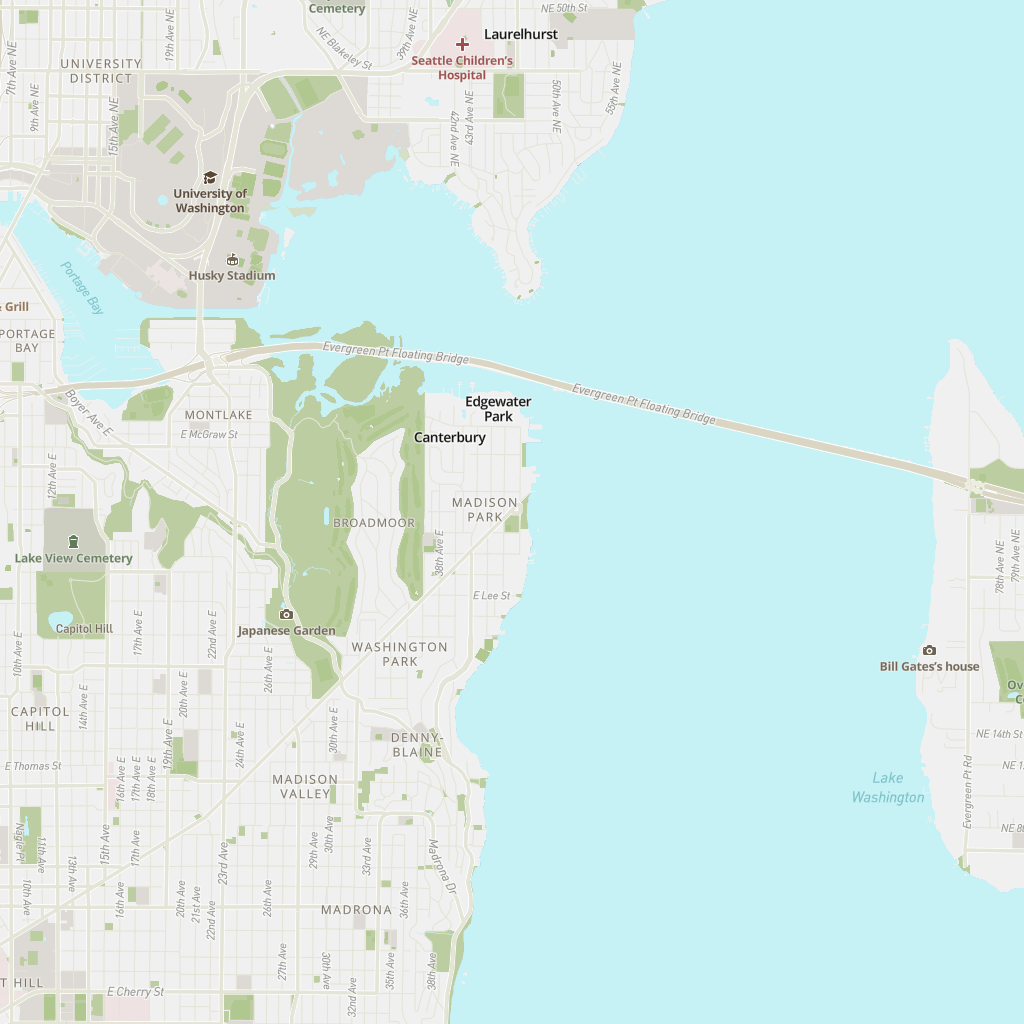 Cemetery
NE 50th St
Laurelhurst
Seattle Children's
Hospital
NE Blakeley St
39th Ave NE
19th Ave NE
7th Ave NE
UNIVERSITY
DISTRICT
9th Ave NE
15th Ave NE
42nd Ave NE
43rd Ave NE
50th Ave NE
55th Ave NE
University of
Washington
Husky Stadium
Portage Bay
& Grill
PORTAGE
BAY
Evergreen Pt Floating Bridge
Evergreen Pt Floating Bridge
Boyer Ave E
MONTLAKE
E McGraw St
Edgewater
Park
Canterbury
12th Ave E
MADISON
PARK
BROADMOOR
38th Ave E
Lake View Cemetery
78th Ave NE
79th Ave NE
E Lee St
Capitol Hill
Japanese Garden
17th Ave E
22nd Ave E
10th Ave E
26th Ave E
WASHINGTON
PARK
Bill Gates's house
Ov
C
14th Ave E
20th Ave E
CAPITOL
HILL
19th Ave E
24th Ave E
30th Ave E
DENNY-
BLAINE
NE 14th St
E Thomas St
16th Ave E
17th Ave E
18th Ave E
MADISON
VALLEY
NE 1
Lake
Washington
Evergreen Pt Rd
NE 8
Nagle Pl
11th Ave
13th Ave
15th Ave
17th Ave
23rd Ave
29th Ave
30th Ave
33rd Ave
Madrona Dr
10th Ave
16th Ave
20th Ave
21st Ave
22nd Ave
26th Ave
MADRONA
36th Ave
27th Ave
30th Ave
32nd Ave
35th Ave
38th Ave
T HILL
E Cherry St